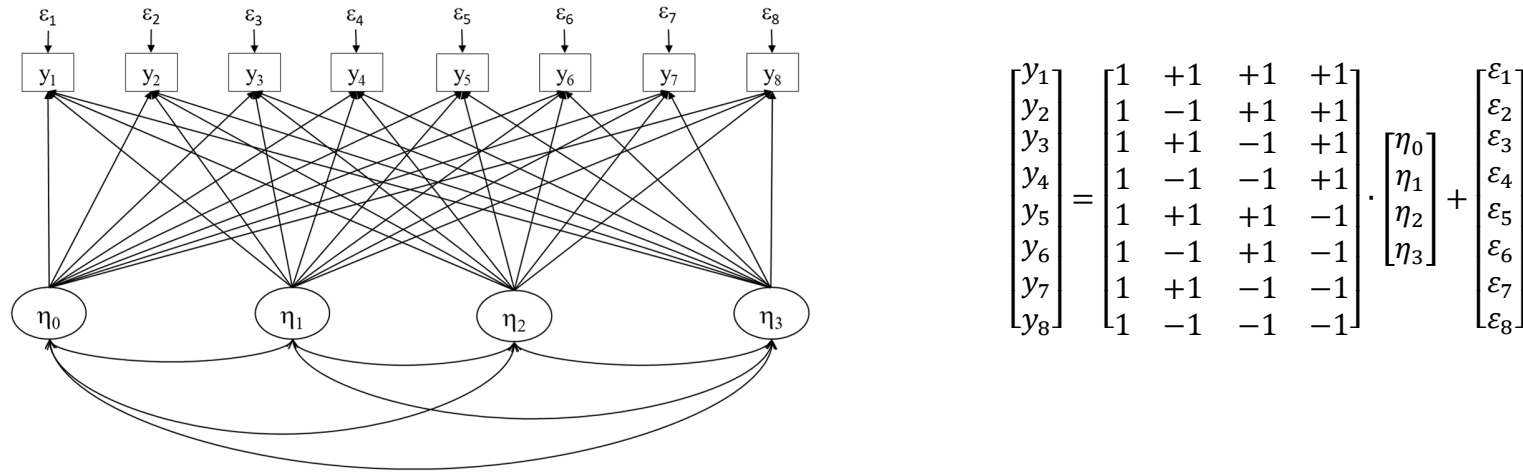 ε₁ ε₂ ε₃ ε₄ ε₅ ε₆ ε₇ ε₈
y₁ y₂ y₃ y₄ y₅ y₆ y₇ y₈
η₀ η₁ η₂ η₃
y₁ 1 +1 +1 +1 ε₁
y₂ 1 −1 +1 +1 ε₂
y₃ 1 +1 −1 +1 η₀ ε₃
y₄ 1 −1 −1 +1 η₁ ε₄
y₅ = 1 +1 +1 −1 · η₂ + ε₅
y₆ 1 −1 +1 −1 η₃ ε₆
y₇ 1 +1 −1 −1 ε₇
y₈ 1 −1 −1 −1 ε₈